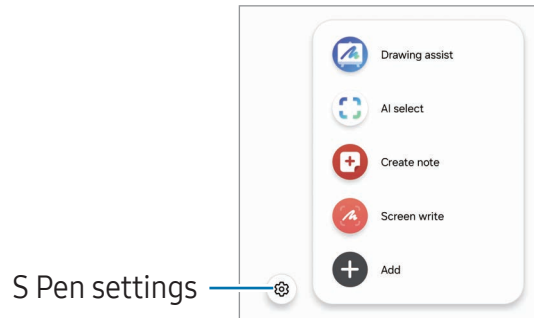 Drawing assist
AI select
Create note
Screen write
Add
S Pen settings